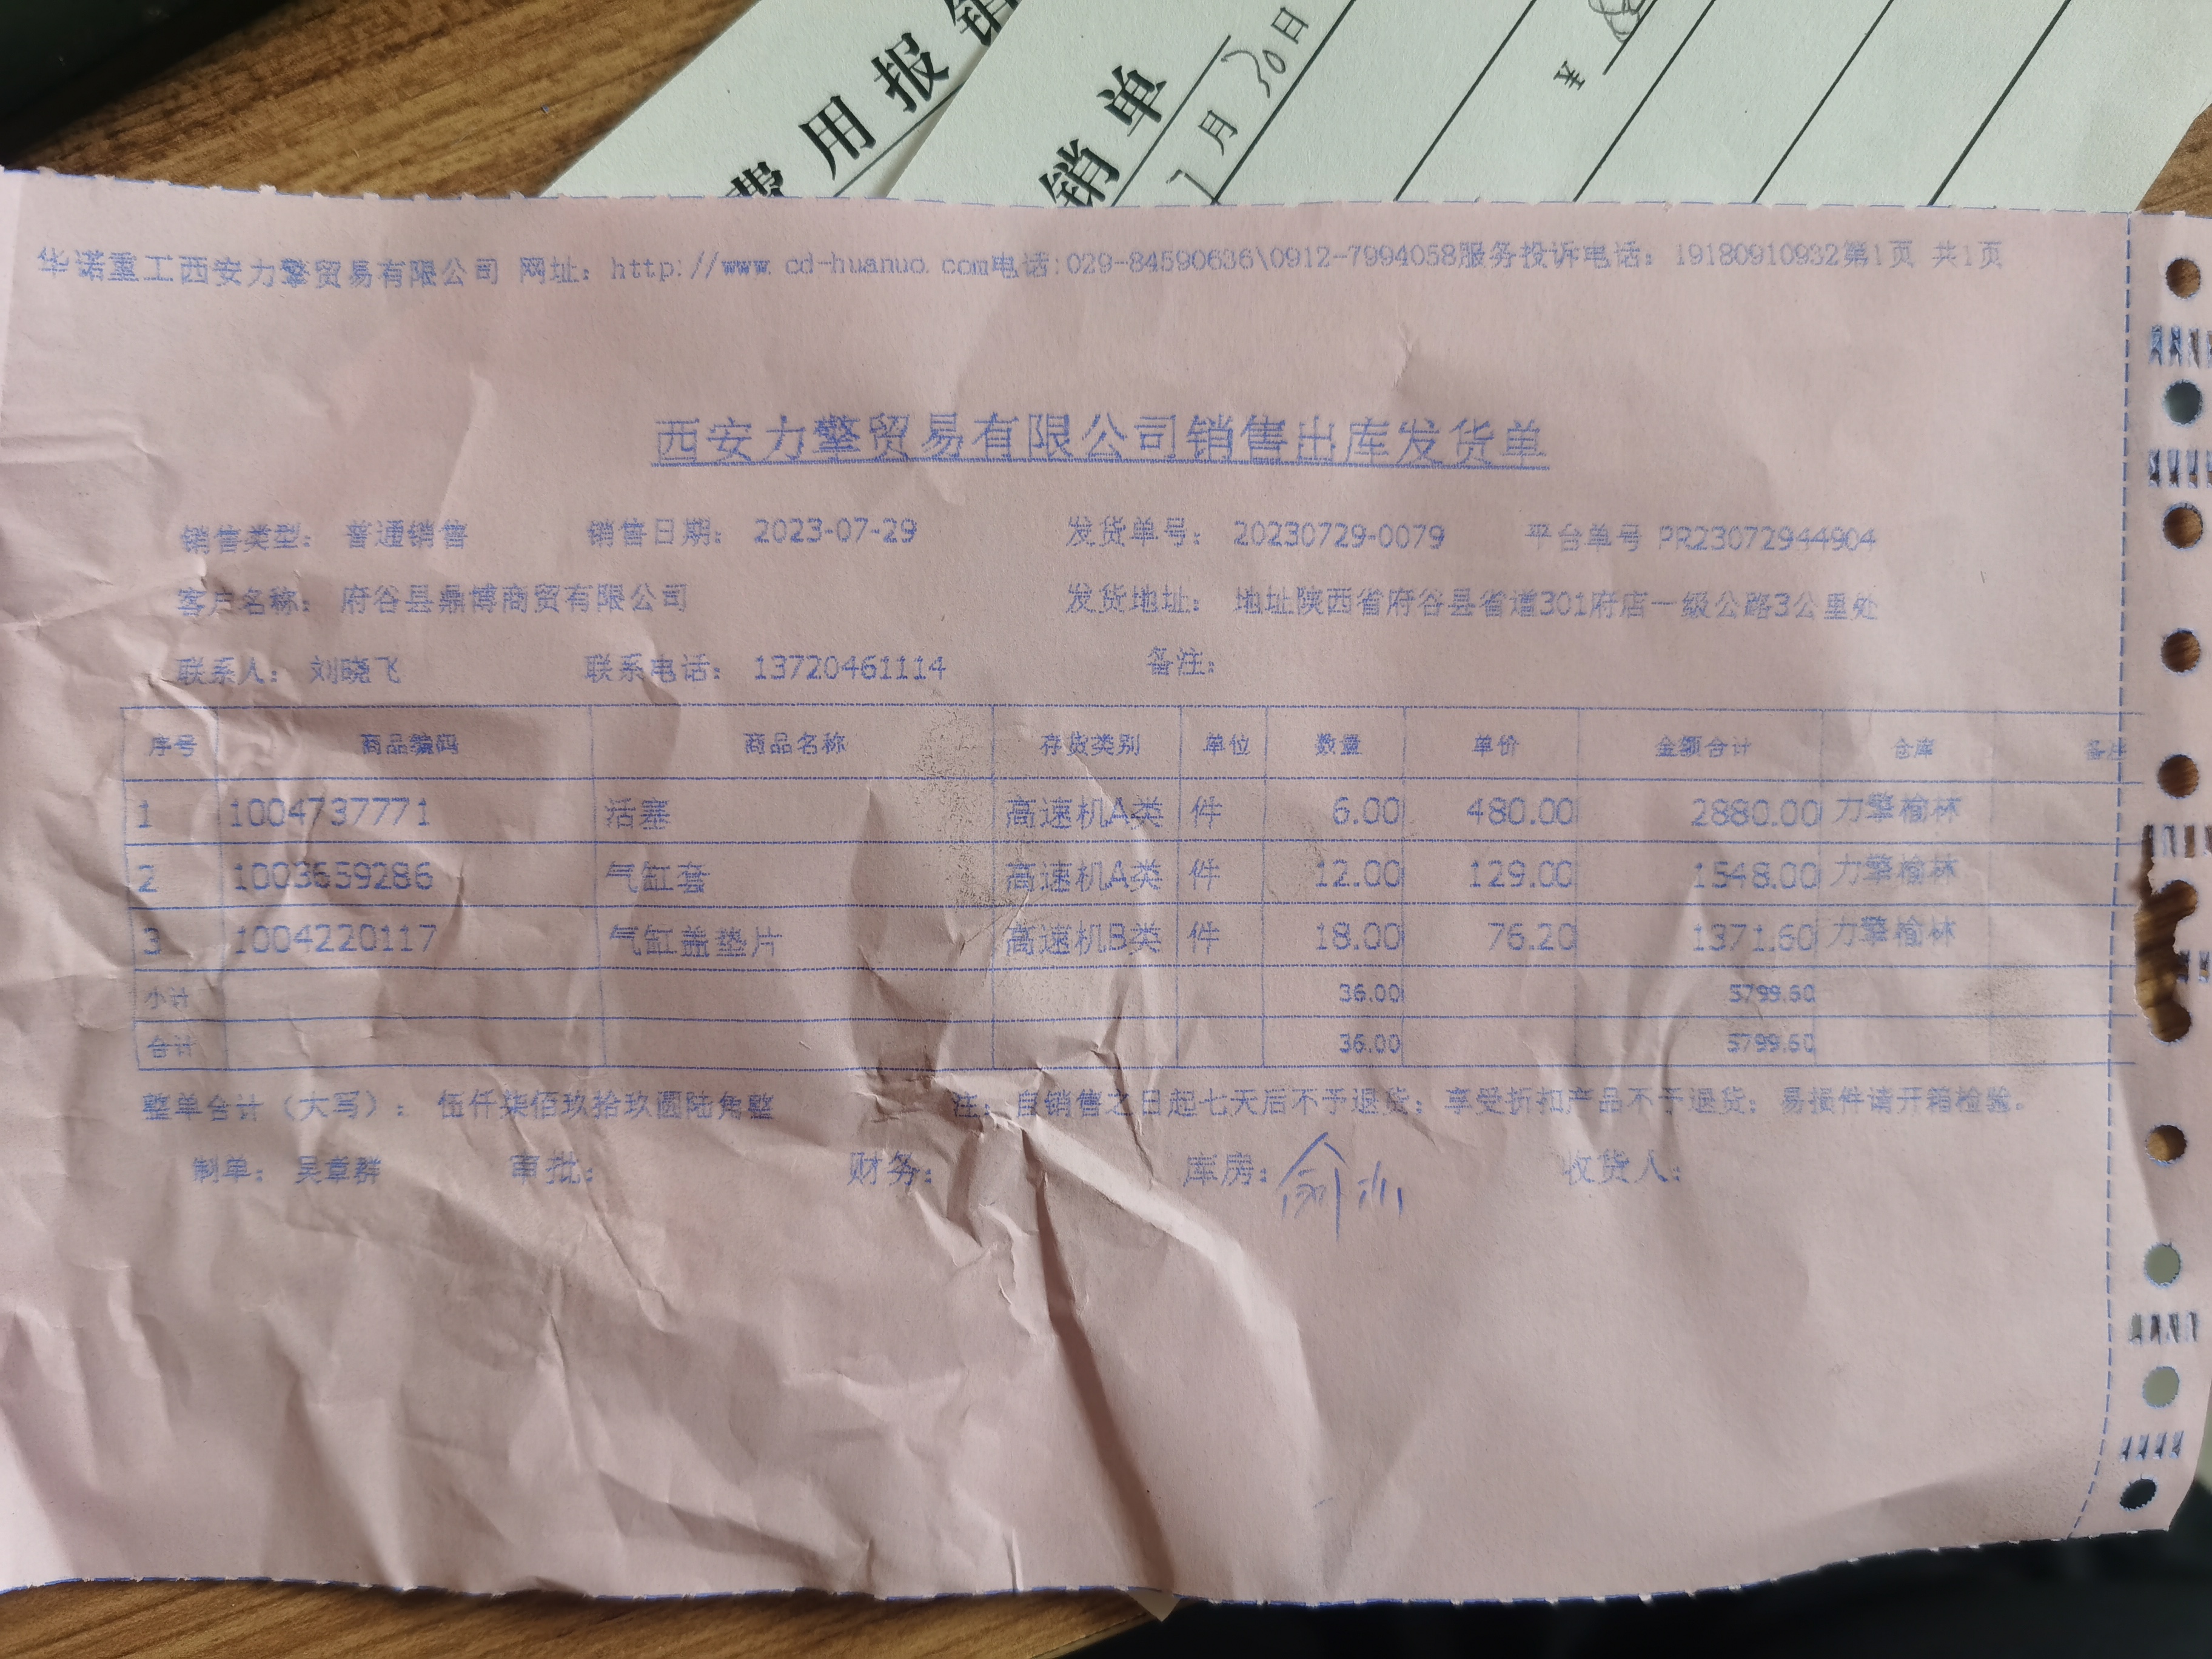 费用报销
销单
月30日
¥
华诺重工西安力擎贸易有限公司 网址：http://www.cd-huanuo.com电话:029-84590636\0912-7994058服务投诉电话：19180910932第1页 共1页
西安力擎贸易有限公司销售出库发货单
销售类型： 普通销售 销售日期： 2023-07-29 发货单号： 20230729-0079 平台单号 PR23072944904
客户名称： 府谷县鼎博商贸有限公司 发货地址： 地址陕西省府谷县省道301府店一级公路3公里处
联系人： 刘晓飞 联系电话： 13720461114 备注：
序号 商品编码 商品名称 存货类别 单位 数量 单价 金额合计 仓库 备注
1 1004737771 活塞 高速机A类 件 6.00 480.00 2880.00 力擎榆林
2 1003659286 气缸套 高速机A类 件 12.00 129.00 1548.00 力擎榆林
3 1004220117 气缸盖垫片 高速机B类 件 18.00 76.20 1371.60 力擎榆林
小计 36.00 5799.60
合计 36.00 5799.60
整单合计（大写）： 伍仟柒佰玖拾玖圆陆角整 注：自销售之日起七天后不予退货；享受折扣产品不予退货；易损件请开箱检验。
制单： 吴章群 审批： 财务： 库房： 收货人：